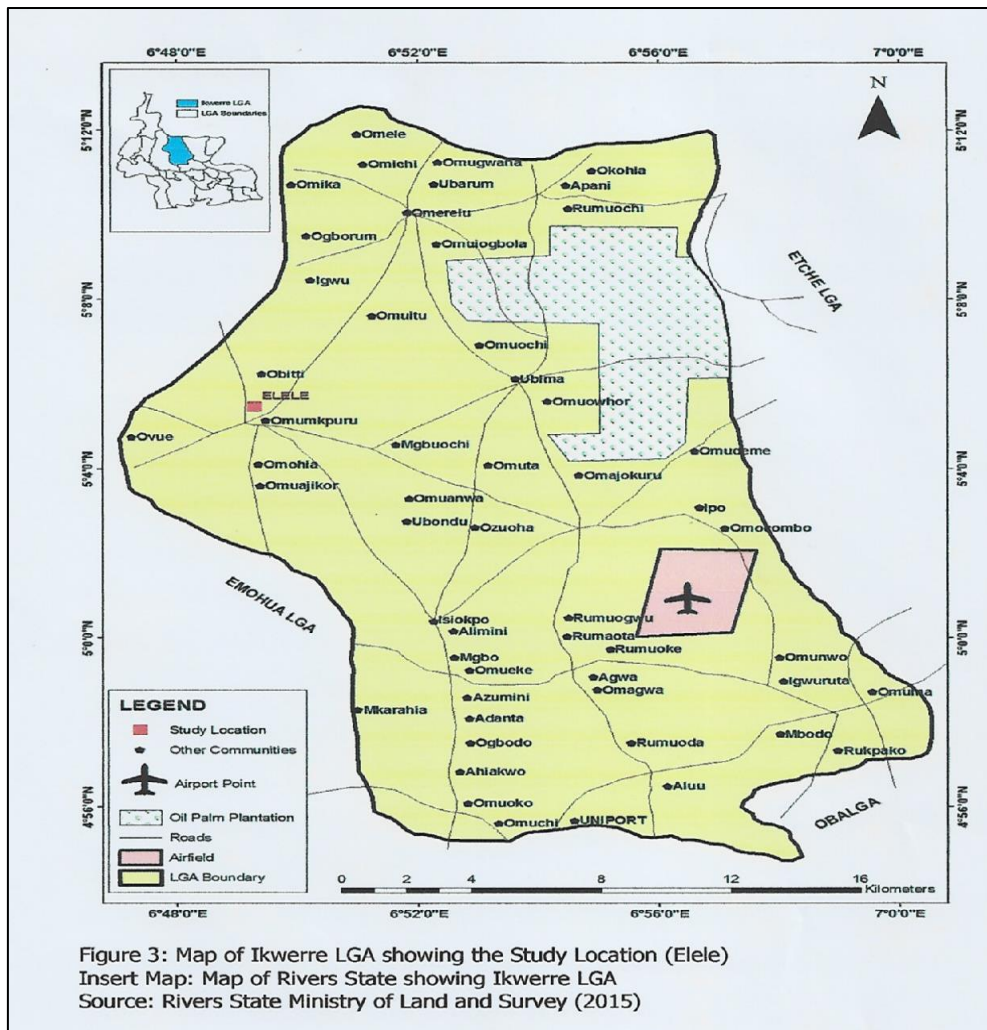 6°48'0"E 6°52'0"E 6°56'0"E 7°0'0"E
N
Ikwerre LGA
LGA Boundaries
5°12'0"N 5°12'0"N
Omele
Omichi
Omugwana
Okohia
Omika
Ubarum
Apani
Omerelu
Rumuochi
Ogborum
Omuiogbola
Igwu
ETCHE LGA
5°8'0"N 5°8'0"N
Omuitu
Omuochi
Obitti
Ubima
ELELE
Omuowhor
Omumkpuru
Ovue
Mgbuochi
Omudeme
5°4'0"N 5°4'0"N
Omohia
Omuta
Omuajikor
Omajokuru
Omuanwa
Ipo
Ubondu
Ozuoha
Omocombo
EMOHUA LGA
Isiokpo
Rumuogwu
Alimini
Rumaota
5°0'0"N 5°0'0"N
Rumuoke
Mgbo
Omunwo
Omueke
Agwa
Igwuruta
Omagwa
Omuma
Azumini
Mkarahia
Adanta
Mbodo
Ogbodo
Rumuoda
Rukpako
Ahiakwo
Aluu
Omuoko
4°56'0"N 4°56'0"N
Omuchi
UNIPORT
OBALGA
LEGEND
Study Location
Other Communities
Airport Point
Oil Palm Plantation
Roads
Airfield
LGA Boundary
0 2 4 8 12 16
Kilometers
6°48'0"E 6°52'0"E 6°56'0"E 7°0'0"E
Figure 3: Map of Ikwerre LGA showing the Study Location (Elele)
Insert Map: Map of Rivers State showing Ikwerre LGA
Source: Rivers State Ministry of Land and Survey (2015)